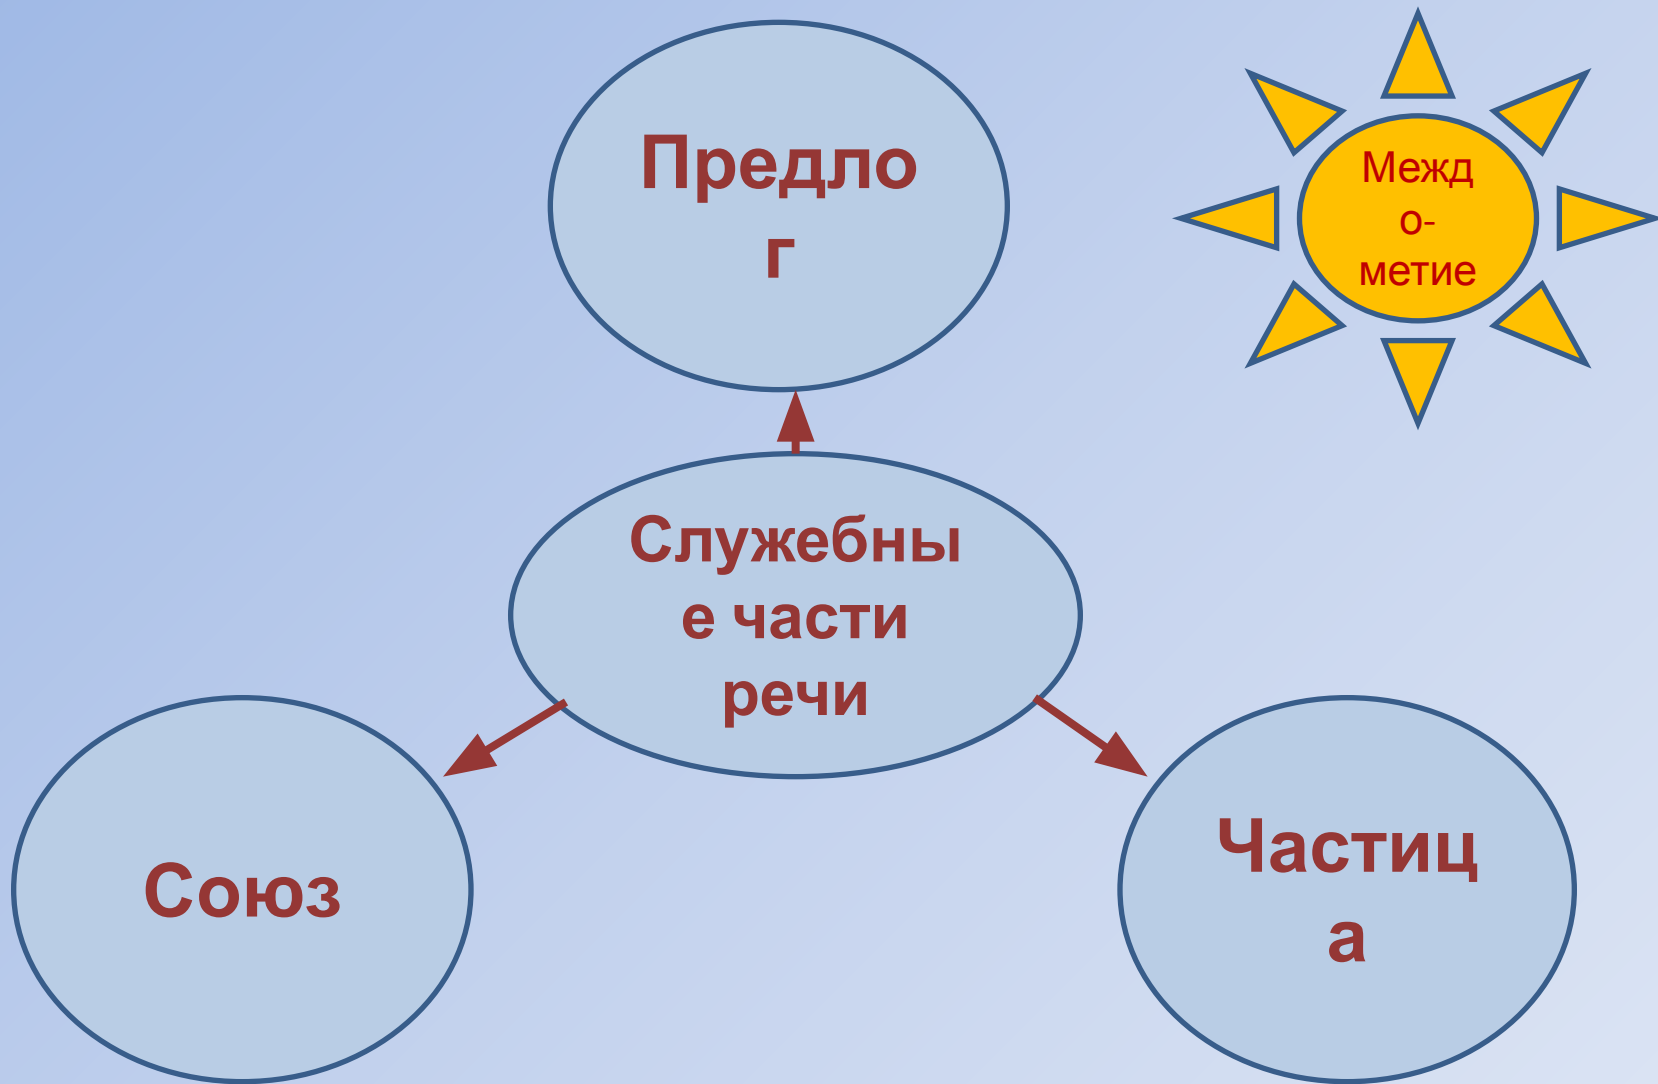 Предло
г
Межд
о-
метие
Служебны
е части
речи
Союз
Частиц
а